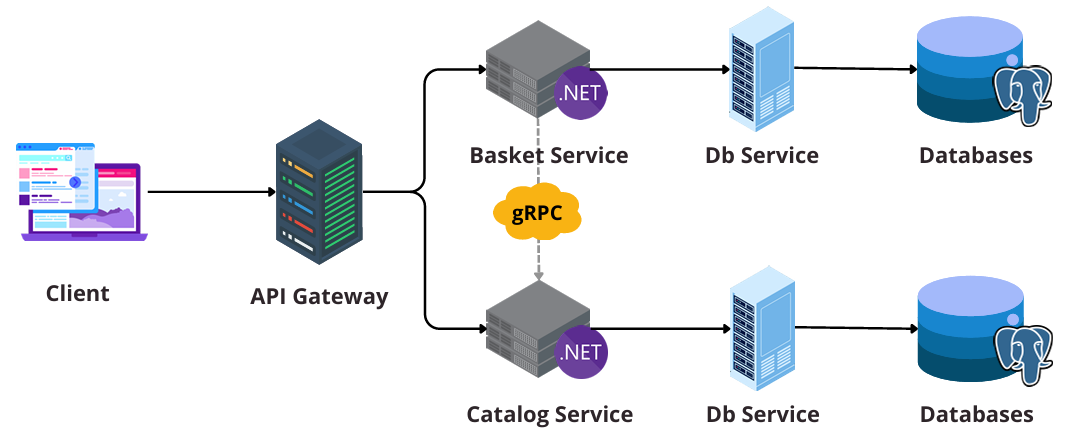 .NET
Basket Service
Db Service
Databases
gRPC
Client
API Gateway
.NET
Catalog Service
Db Service
Databases